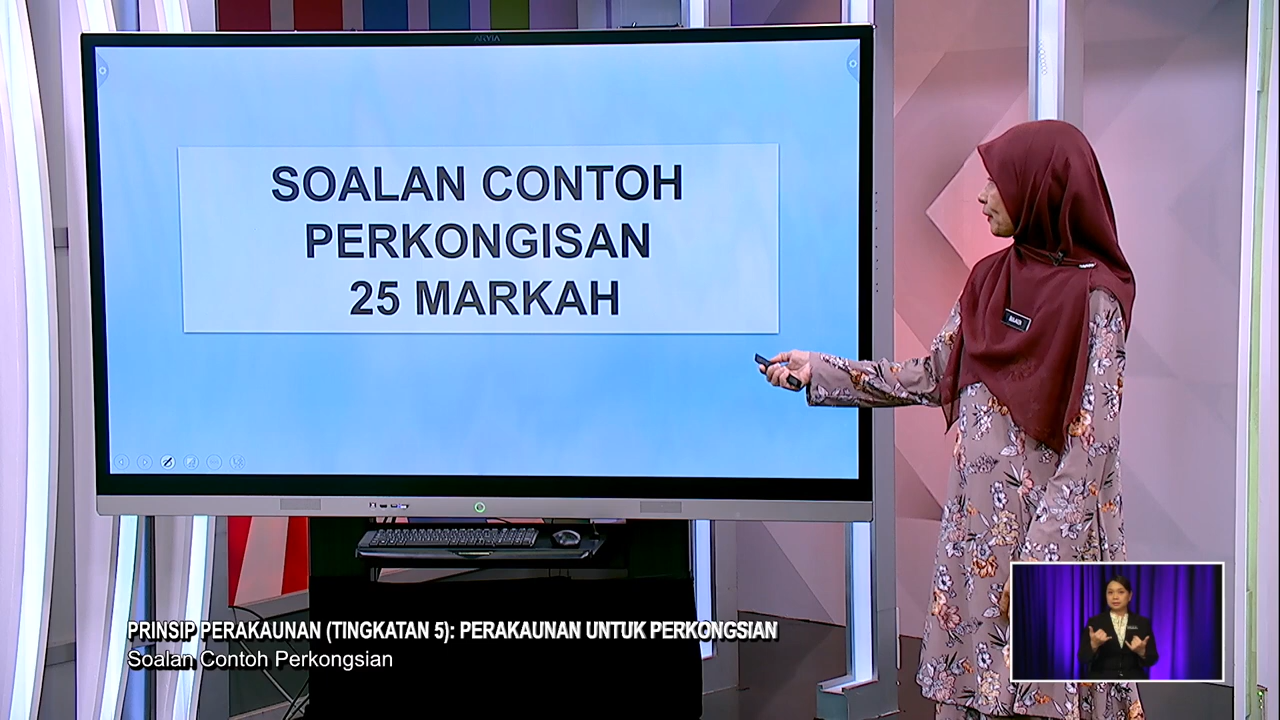 SOALAN CONTOH
PERKONGISAN
25 MARKAH
PRINSIP PERAKAUNAN (TINGKATAN 5): PERAKAUNAN UNTUK PERKONGSIAN
Soalan Contoh Perkongsian